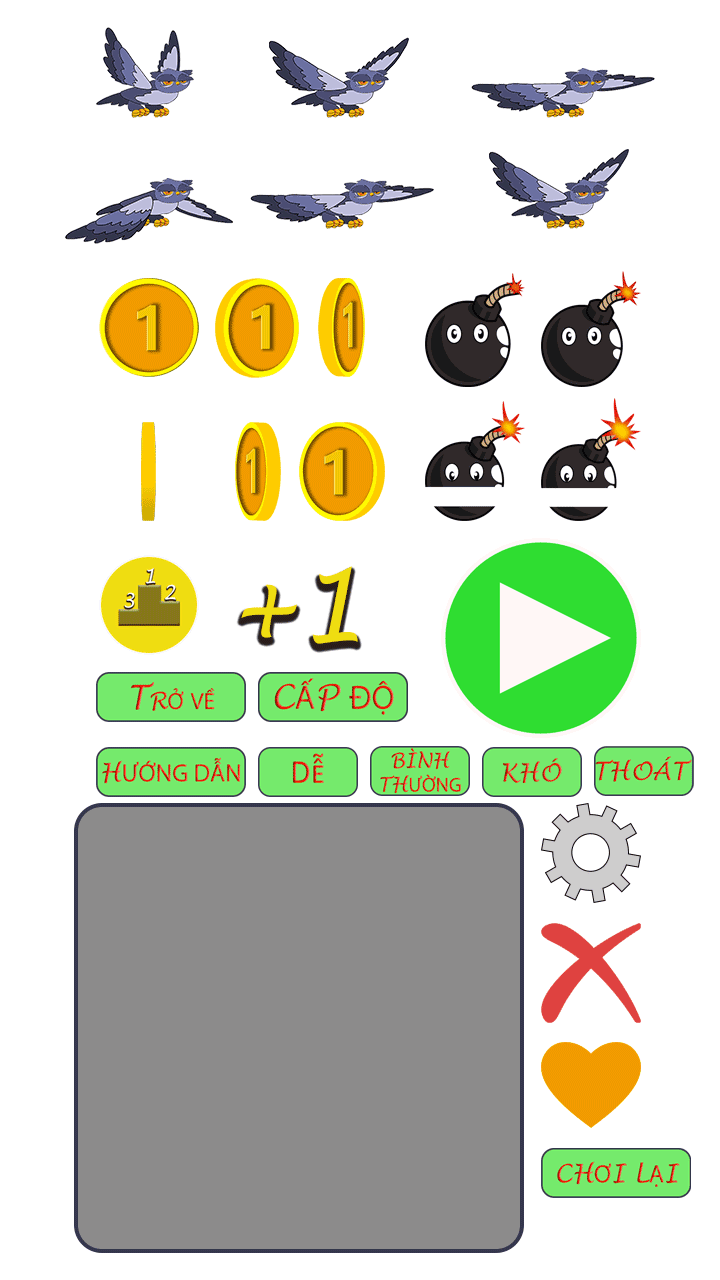 1
1
1
1
1
1
3
2
+1
TRỞ VỀ
CẤP ĐỘ
HƯỚNG DẪN
DỄ
BÌNH
THƯỜNG
KHÓ
THOÁT
CHƠI LẠI